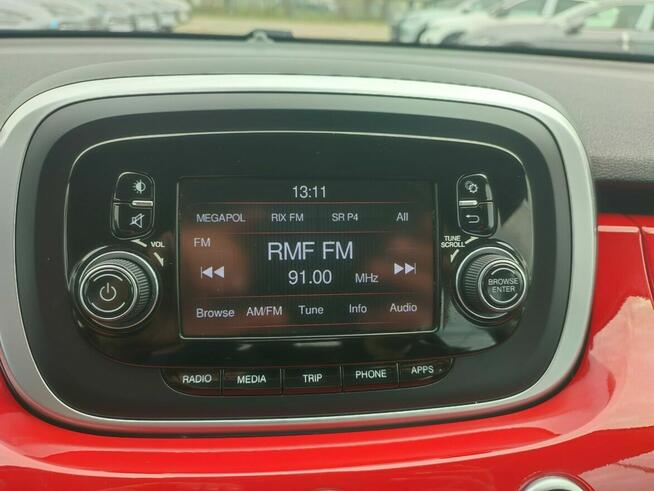 13:11
MEGAPOL RIX FM SR P4 All
FM
RMF FM
91.00 MHz
Browse AM/FM Tune Info Audio
VOL
TUNE
SCROLL
BROWSE
ENTER
RADIO MEDIA TRIP PHONE APPS